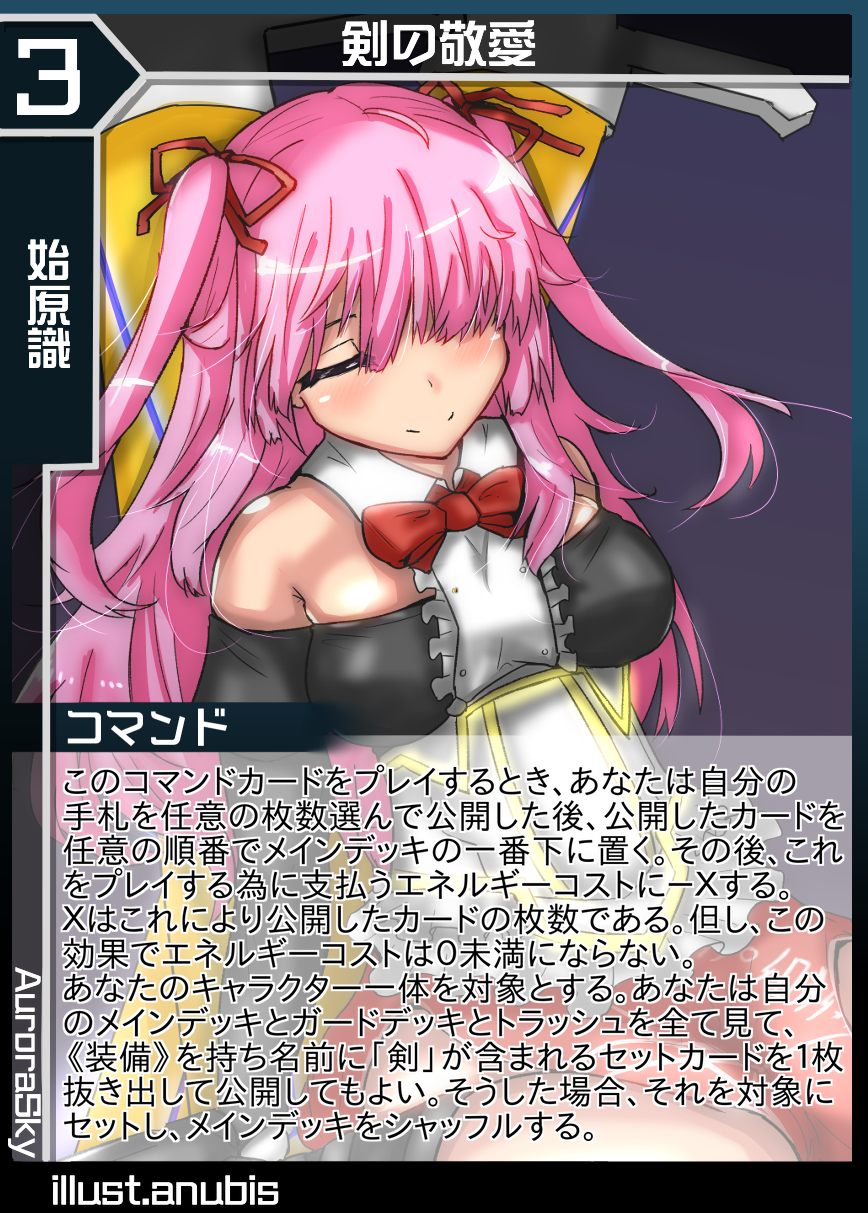 3
剣の敬愛
始原識
コマンド
このコマンドカードをプレイするとき、あなたは自分の
手札を任意の枚数選んで公開した後、公開したカードを
任意の順番でメインデッキの一番下に置く。その後、これ
をプレイする為に支払うエネルギーコストに−Xする。
Xはこれにより公開したカードの枚数である。但し、この
効果でエネルギーコストは0未満にならない。
あなたのキャラクター一体を対象とする。あなたは自分
のメインデッキとガードデッキとトラッシュを全て見て、
《装備》を持ち名前に「剣」が含まれるセットカードを1枚
抜き出して公開してもよい。そうした場合、それを対象に
セットし、メインデッキをシャッフルする。
AuroraSky
illust.anubis